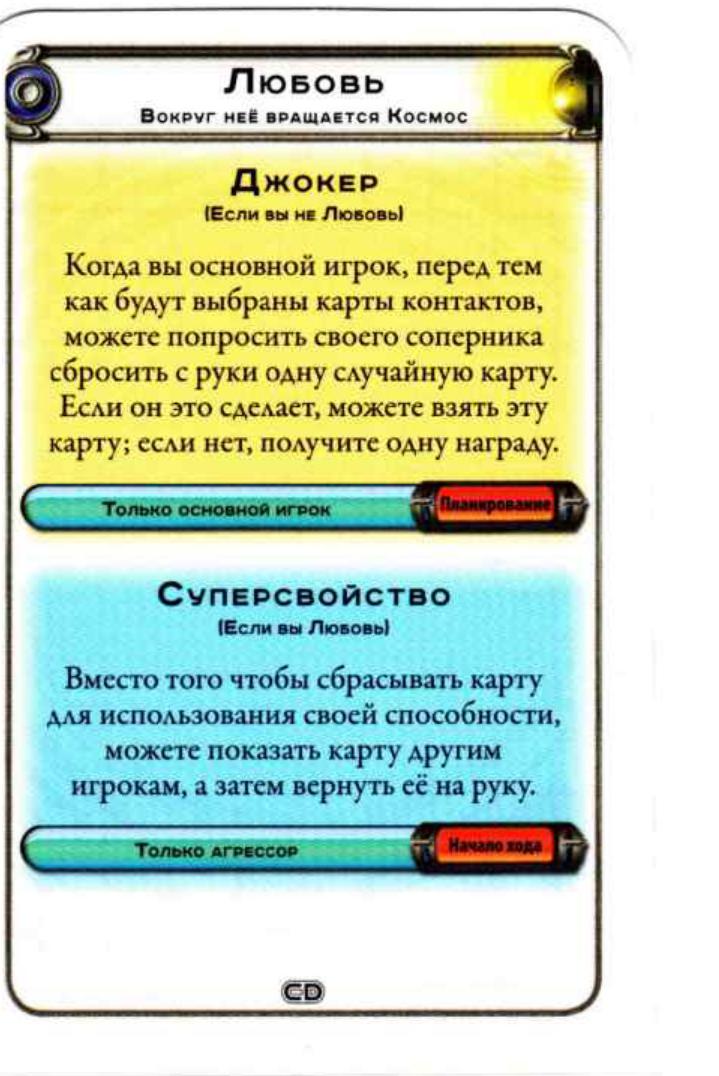 Любовь
Вокруг неё вращается Космос
Джокер
(Если вы не Любовь)
Когда вы основной игрок, перед тем
как будут выбраны карты контактов,
можете попросить своего соперника
сбросить с руки одну случайную карту.
Если он это сделает, можете взять эту
карту; если нет, получите одну награду.
Только основной игрок
Планирование
Суперсвойство
(Если вы Любовь)
Вместо того чтобы сбрасывать карту
для использования своей способности,
можете показать карту другим
игрокам, а затем вернуть её на руку.
Только агрессор
Начало хода
CD